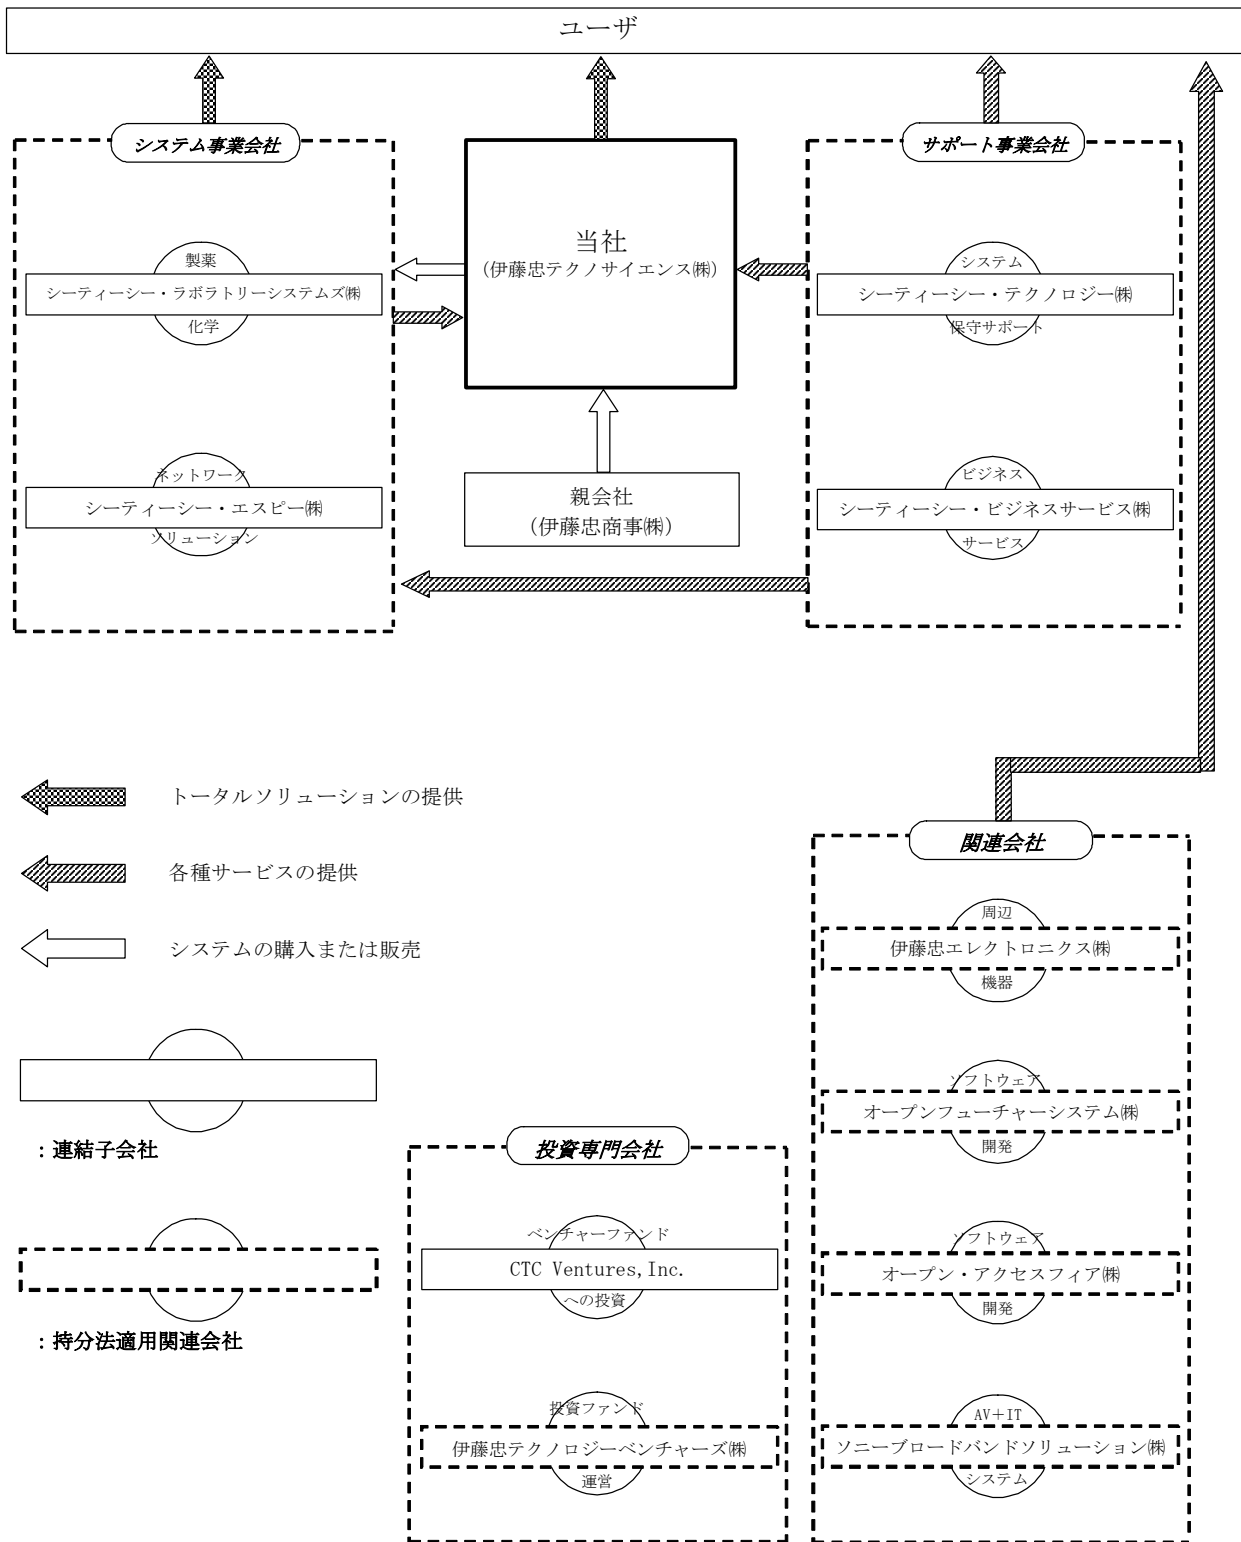 ユーザ
システム事業会社
製薬
シーティーシー・ラボラトリーシステムズ㈱
化学
ネットワーク
シーティーシー・エスピー㈱
ソリューション
当社
(伊藤忠テクノサイエンス㈱)
親会社
(伊藤忠商事㈱)
サポート事業会社
システム
シーティーシー・テクノロジー㈱
保守サポート
ビジネス
シーティーシー・ビジネスサービス㈱
サービス
トータルソリューションの提供
各種サービスの提供
システムの購入または販売
：連結子会社
：持分法適用関連会社
投資専門会社
ベンチャーファンド
CTC Ventures,Inc.
への投資
投資ファンド
伊藤忠テクノロジーベンチャーズ㈱
運営
関連会社
周辺
伊藤忠エレクトロニクス㈱
機器
ソフトウェア
オープンフューチャーシステム㈱
開発
ソフトウェア
オープン・アクセスフィア㈱
開発
AV＋IT
ソニーブロードバンドソリューション㈱
システム